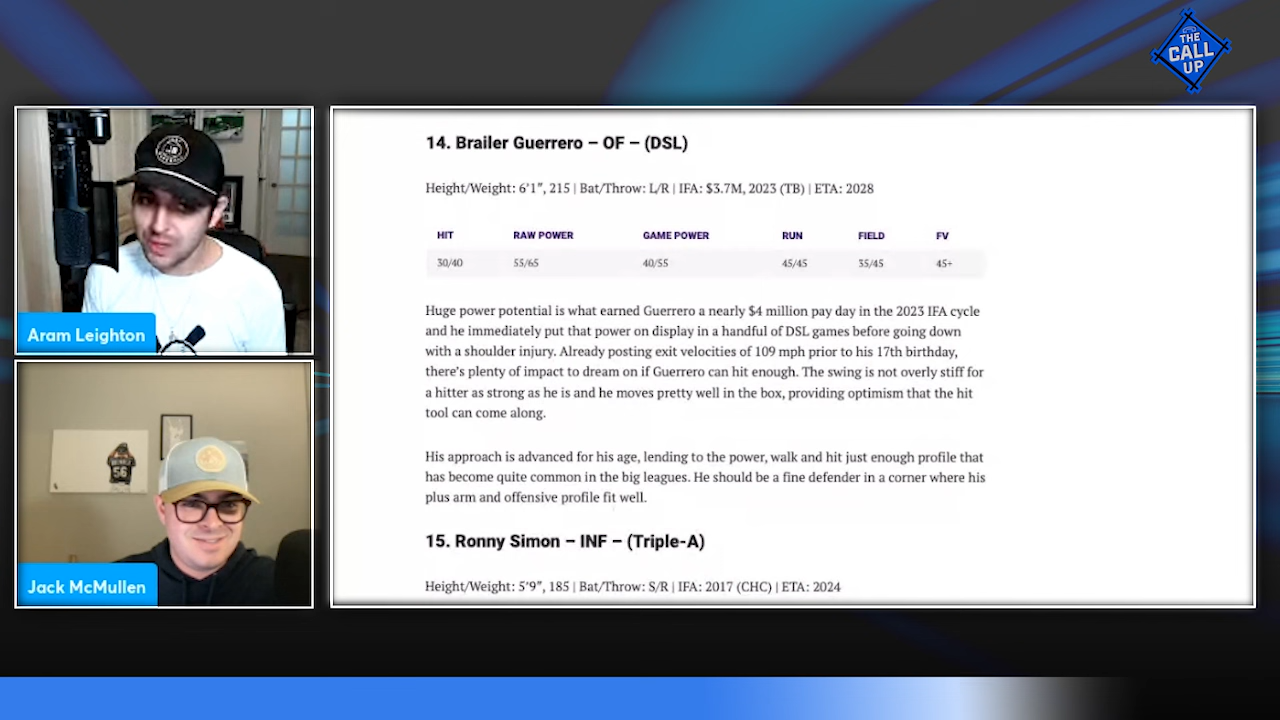 THE
CALL
UP
Aram Leighton
56
Jack McMullen
14. Brailer Guerrero – OF – (DSL)
Height/Weight: 6'1", 215 | Bat/Throw: L/R | IFA: $3.7M, 2023 (TB) | ETA: 2028
HIT RAW POWER GAME POWER RUN FIELD FV
30/40 55/65 40/55 45/45 35/45 45+
Huge power potential is what earned Guerrero a nearly $4 million pay day in the 2023 IFA cycle
and he immediately put that power on display in a handful of DSL games before going down
with a shoulder injury. Already posting exit velocities of 109 mph prior to his 17th birthday,
there's plenty of impact to dream on if Guerrero can hit enough. The swing is not overly stiff for
a hitter as strong as he is and he moves pretty well in the box, providing optimism that the hit
tool can come along.
His approach is advanced for his age, lending to the power, walk and hit just enough profile that
has become quite common in the big leagues. He should be a fine defender in a corner where his
plus arm and offensive profile fit well.
15. Ronny Simon – INF – (Triple-A)
Height/Weight: 5'9", 185 | Bat/Throw: S/R | IFA: 2017 (CHC) | ETA: 2024